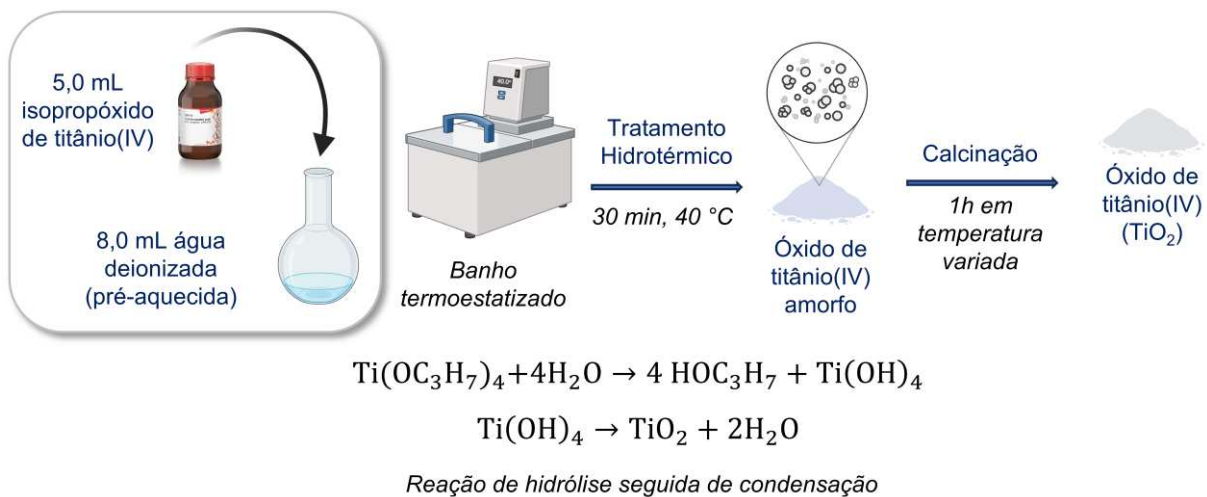 5,0 mL
isopropóxido
de titânio(IV)
8,0 mL água
deionizada
(pré-aquecida)
40.0°
Banho
termoestatizado
Tratamento
Hidrotérmico
30 min, 40 °C
Óxido de
titânio(IV)
amorfo
Calcinação
1h em
temperatura
variada
Óxido de
titânio(IV)
(TiO₂)
Ti(OC₃H₇)₄+4H₂O → 4 HOC₃H₇ + Ti(OH)₄
Ti(OH)₄ → TiO₂ + 2H₂O
Reação de hidrólise seguida de condensação